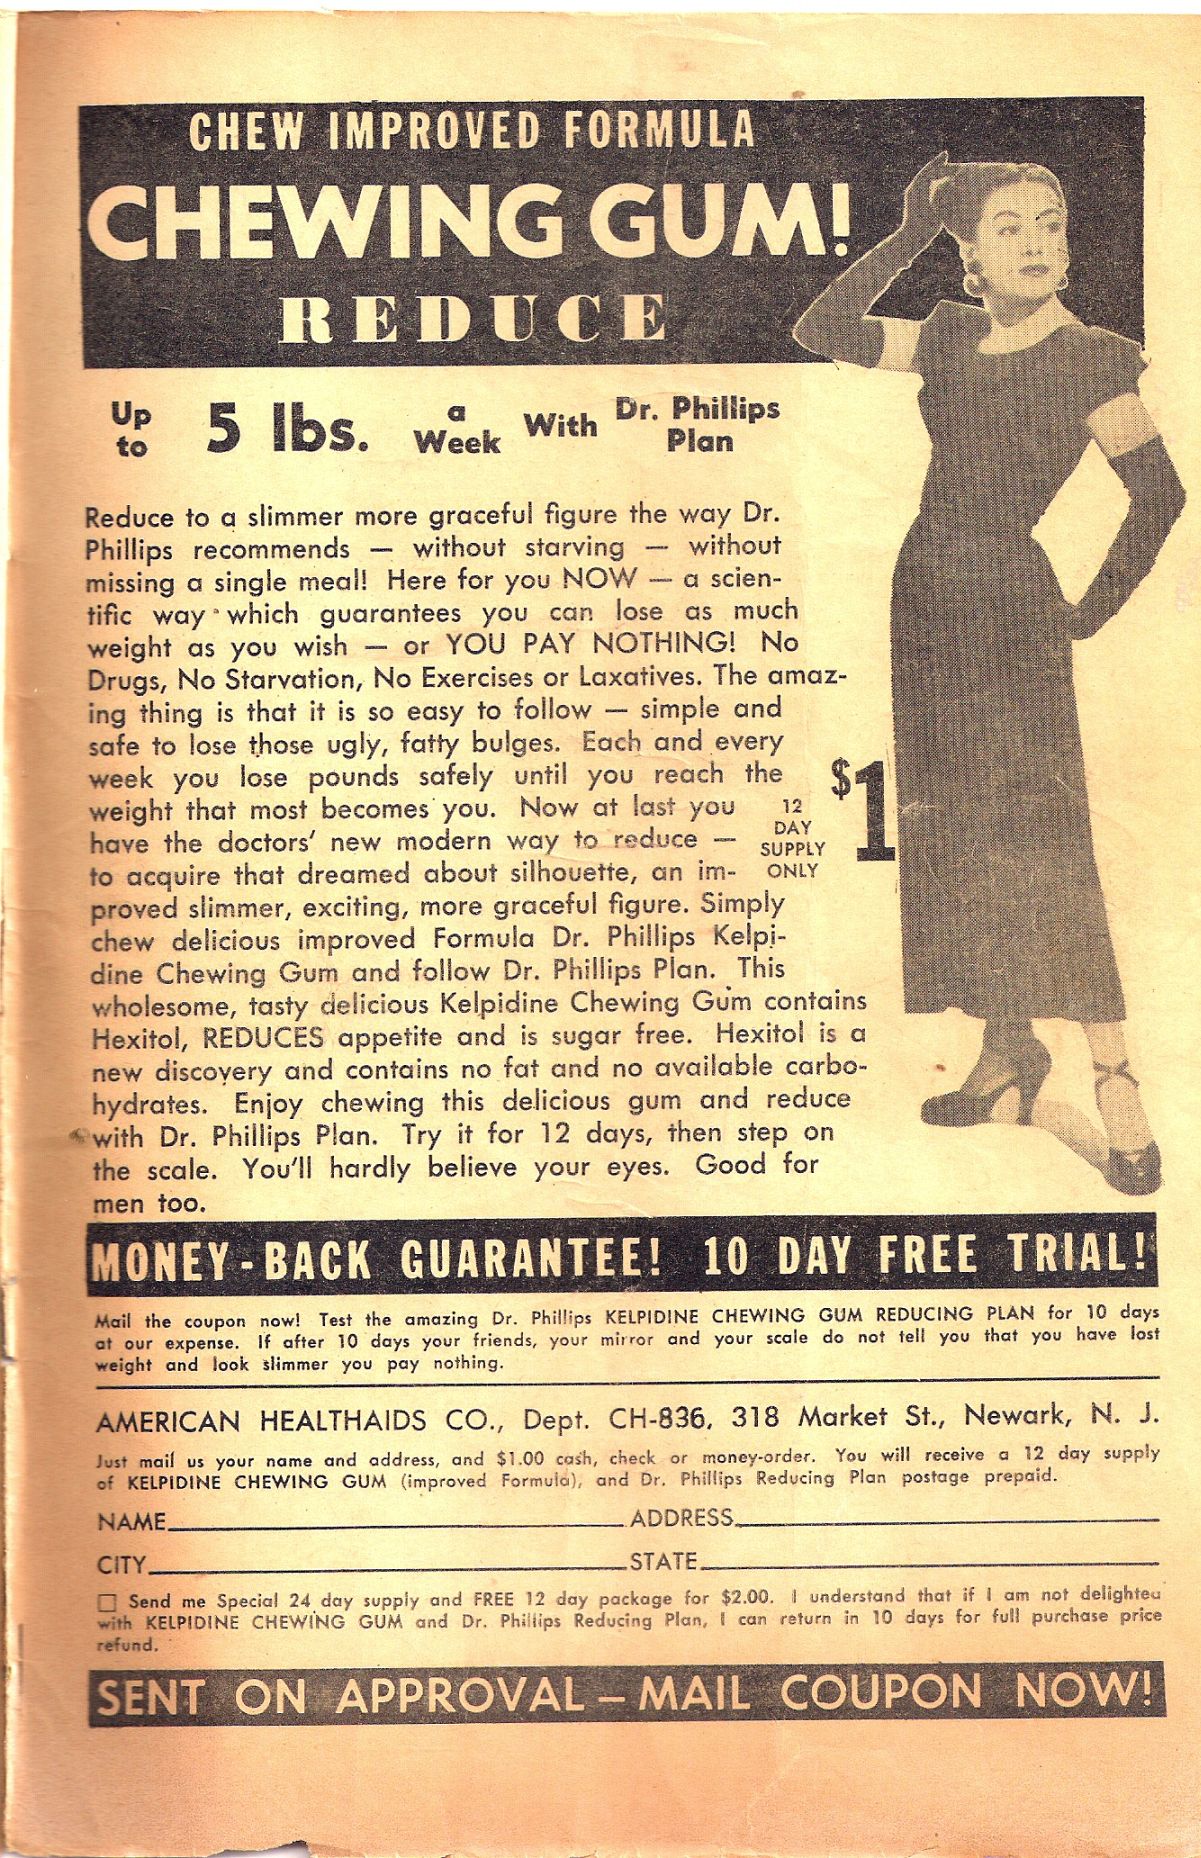 CHEW IMPROVED FORMULA
CHEWING GUM!
REDUCE
Up to 5 lbs. a Week With Dr. Phillips Plan
Reduce to a slimmer more graceful figure the way Dr.
Phillips recommends — without starving — without
missing a single meal! Here for you NOW — a scien-
tific way which guarantees you can lose as much
weight as you wish — or YOU PAY NOTHING! No
Drugs, No Starvation, No Exercises or Laxatives. The amaz-
ing thing is that it is so easy to follow — simple and
safe to lose those ugly, fatty bulges. Each and every
week you lose pounds safely until you reach the
weight that most becomes you. Now at last you
have the doctors' new modern way to reduce —
to acquire that dreamed about silhouette, an im-
proved slimmer, exciting, more graceful figure. Simply
chew delicious improved Formula Dr. Phillips Kelpi-
dine Chewing Gum and follow Dr. Phillips Plan. This
wholesome, tasty delicious Kelpidine Chewing Gum contains
Hexitol, REDUCES appetite and is sugar free. Hexitol is a
new discovery and contains no fat and no available carbo-
hydrates. Enjoy chewing this delicious gum and reduce
with Dr. Phillips Plan. Try it for 12 days, then step on
the scale. You'll hardly believe your eyes. Good for
men too.
12
DAY
SUPPLY
ONLY
$1
MONEY-BACK GUARANTEE! 10 DAY FREE TRIAL!
Mail the coupon now! Test the amazing Dr. Phillips KELPIDINE CHEWING GUM REDUCING PLAN for 10 days
at our expense. If after 10 days your friends, your mirror and your scale do not tell you that you have lost
weight and look slimmer you pay nothing.
AMERICAN HEALTHAIDS CO., Dept. CH-836, 318 Market St., Newark, N. J.
Just mail us your name and address, and $1.00 cash, check or money-order. You will receive a 12 day supply
of KELPIDINE CHEWING GUM (improved Formula), and Dr. Phillips Reducing Plan postage prepaid.
NAME ADDRESS
CITY STATE
Send me Special 24 day supply and FREE 12 day package for $2.00. I understand that if I am not delighted
with KELPIDINE CHEWING GUM and Dr. Phillips Reducing Plan, I can return in 10 days for full purchase price
refund.
SENT ON APPROVAL – MAIL COUPON NOW!